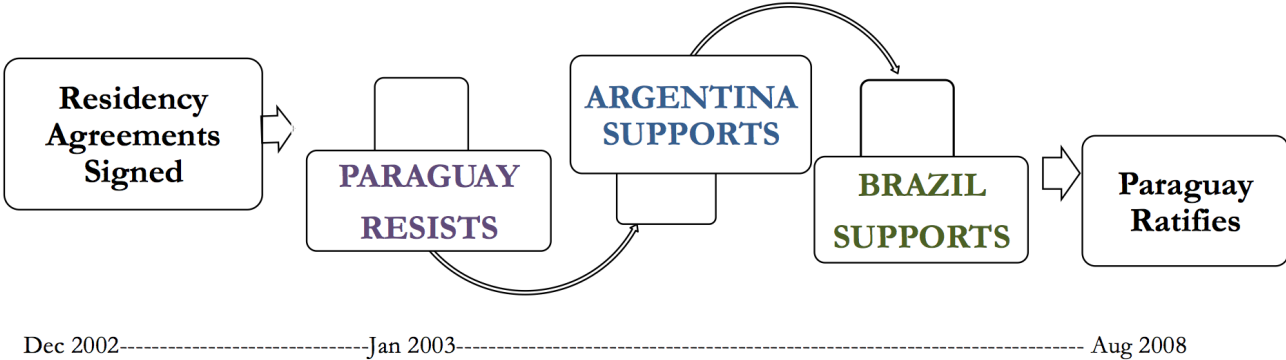 Residency
Agreements
Signed
PARAGUAY
RESISTS
ARGENTINA
SUPPORTS
BRAZIL
SUPPORTS
Paraguay
Ratifies
Dec 2002-----------------------------Jan 2003------------------------------------------------------------------------ Aug 2008